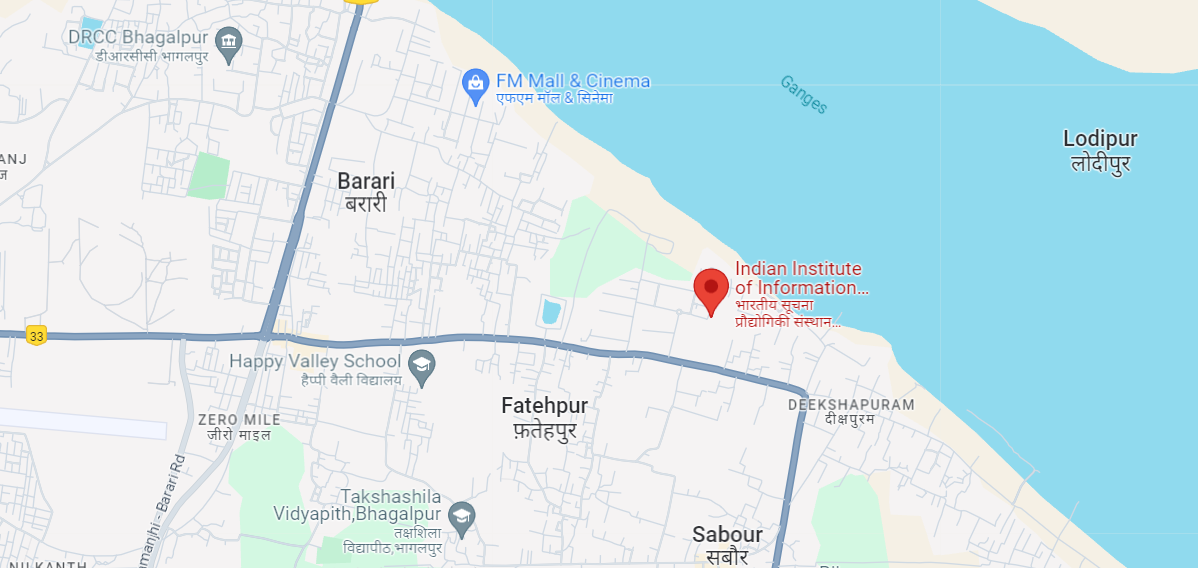 DRCC Bhagalpur
डीआरसीसी भागलपुर
FM Mall & Cinema
एफएम मॉल & सिनेमा
Ganges
Lodipur
लोदीपुर
ANJ
ज
Barari
बरारी
Indian Institute
of Information...
भारतीय सूचना
प्रौद्योगिकी संस्थान...
33
Happy Valley School
हैप्पी वैली विद्यालय
ZERO MILE
जीरो माइल
Fatehpur
फ़तेहपुर
DEEKSHAPURAM
दीक्षपुरम
manjhi - Barari Rd
Takshashila
Vidyapith,Bhagalpur
तक्षशिला
विद्यापीठ,भागलपुर
Sabour
सबौर
NILKANTH